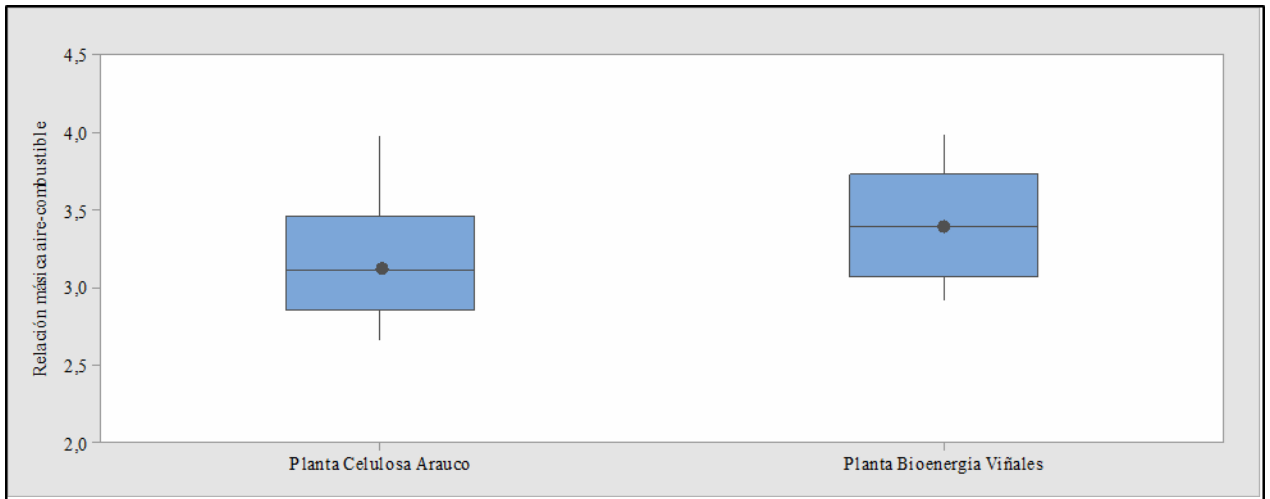 4,5
4,0
3,5
3,0
2,5
2,0
Relación másica aire-combustible
Planta Celulosa Arauco
Planta Bioenergia Viñales